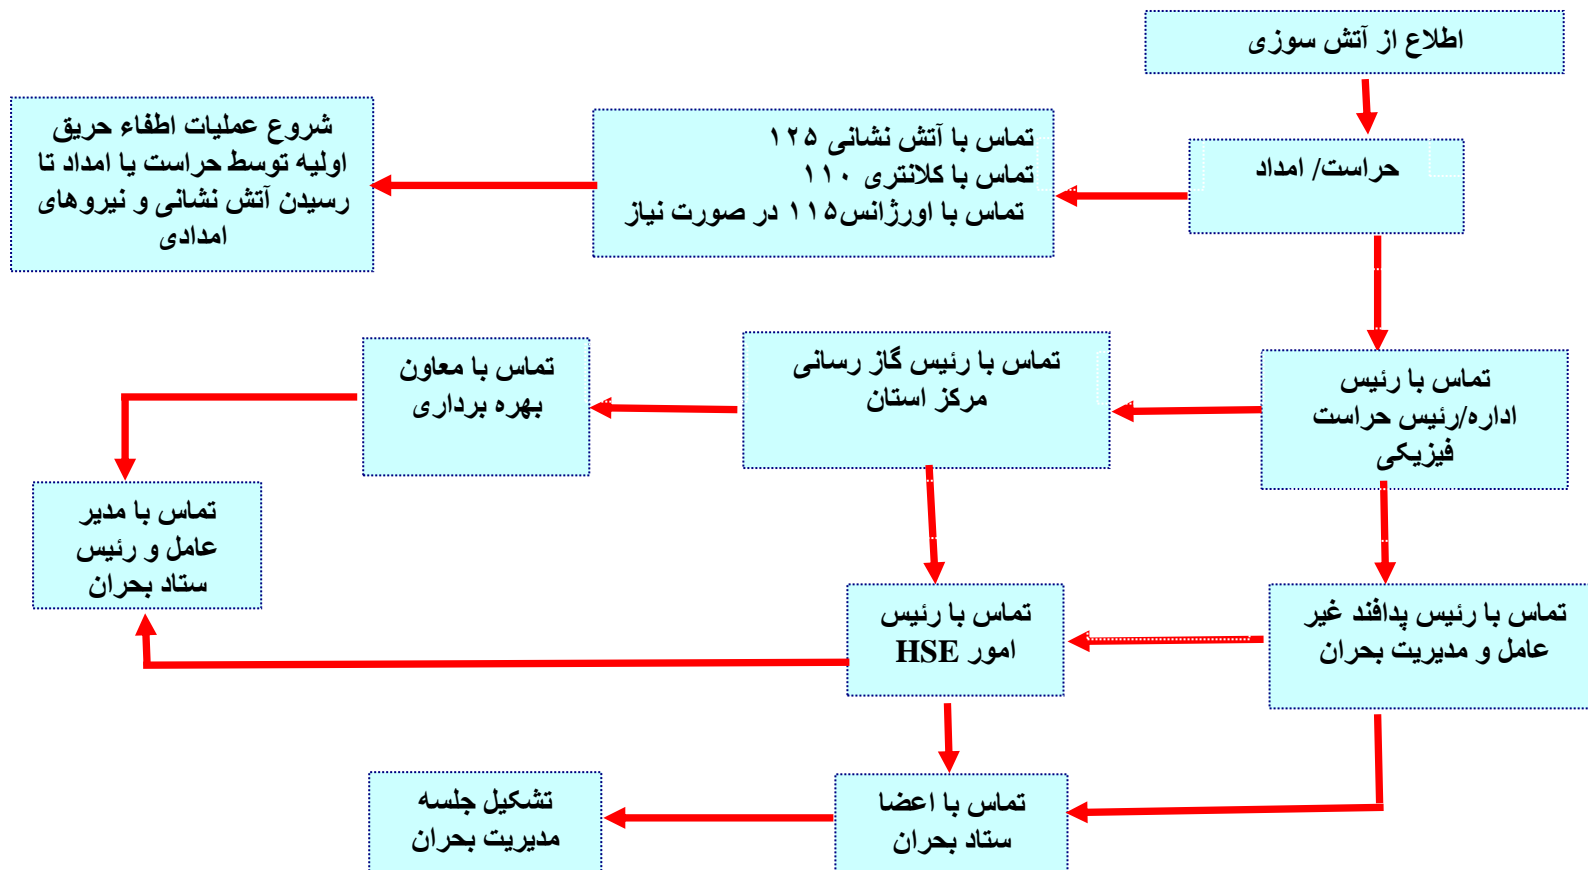 اطلاع از آتش سوزی
حراست/ امداد
تماس با آتش نشانی ۱۲۵
تماس با کلانتری ۱۱۰
تماس با اورژانس۱۱۵ در صورت نیاز
شروع عملیات اطفاء حریق
اولیه توسط حراست یا امداد تا
رسیدن آتش نشانی و نیروهای
امدادی
تماس با رئیس
اداره/رئیس حراست
فیزیکی
تماس با رئیس گاز رسانی
مرکز استان
تماس با معاون
بهره برداری
تماس با مدیر
عامل و رئیس
ستاد بحران
تماس با رئیس پدافند غیر
عامل و مدیریت بحران
تماس با رئیس
امور HSE
تماس با اعضا
ستاد بحران
تشکیل جلسه
مدیریت بحران